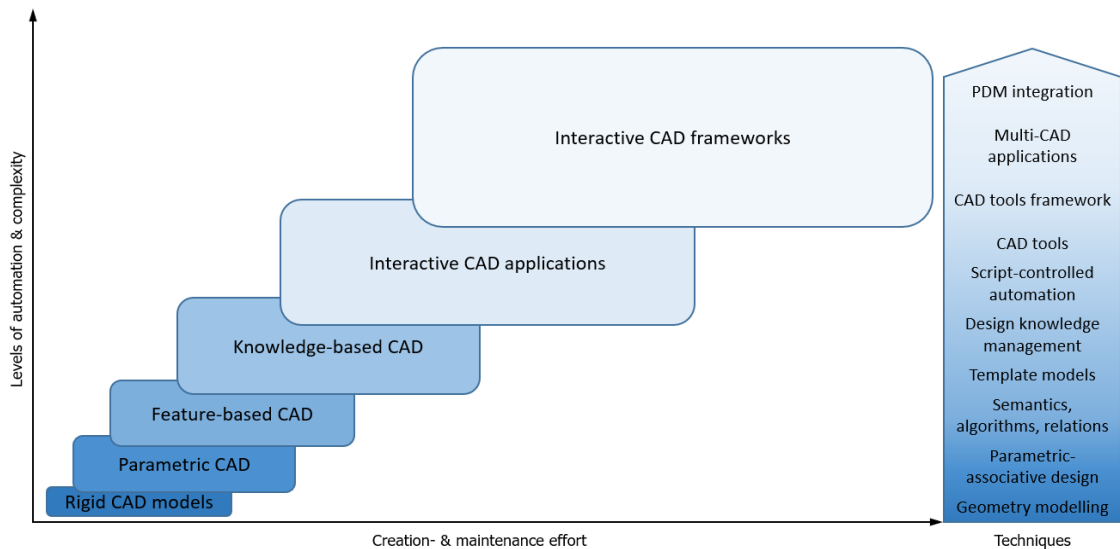 Levels of automation & complexity
Interactive CAD frameworks
Interactive CAD applications
Knowledge-based CAD
Feature-based CAD
Parametric CAD
Rigid CAD models
Creation- & maintenance effort
PDM integration
Multi-CAD
applications
CAD tools framework
CAD tools
Script-controlled
automation
Design knowledge
management
Template models
Semantics,
algorithms, relations
Parametric-
associative design
Geometry modelling
Techniques